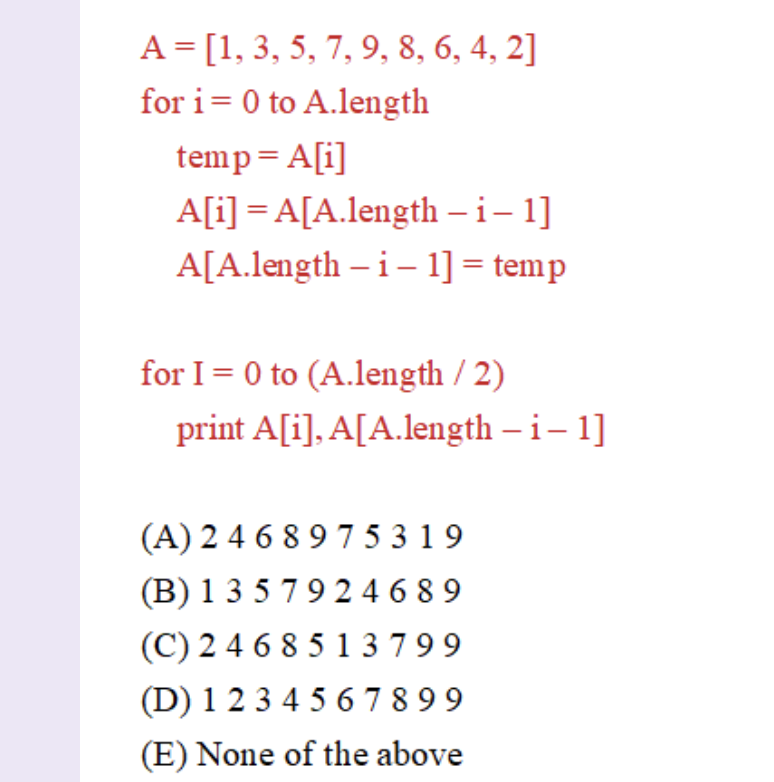 A = [1, 3, 5, 7, 9, 8, 6, 4, 2]
for i = 0 to A.length
temp = A[i]
A[i] = A[A.length – i – 1]
A[A.length – i – 1] = temp
for I = 0 to (A.length / 2)
print A[i], A[A.length – i – 1]
(A) 2 4 6 8 9 7 5 3 1 9
(B) 1 3 5 7 9 2 4 6 8 9
(C) 2 4 6 8 5 1 3 7 9 9
(D) 1 2 3 4 5 6 7 8 9 9
(E) None of the above